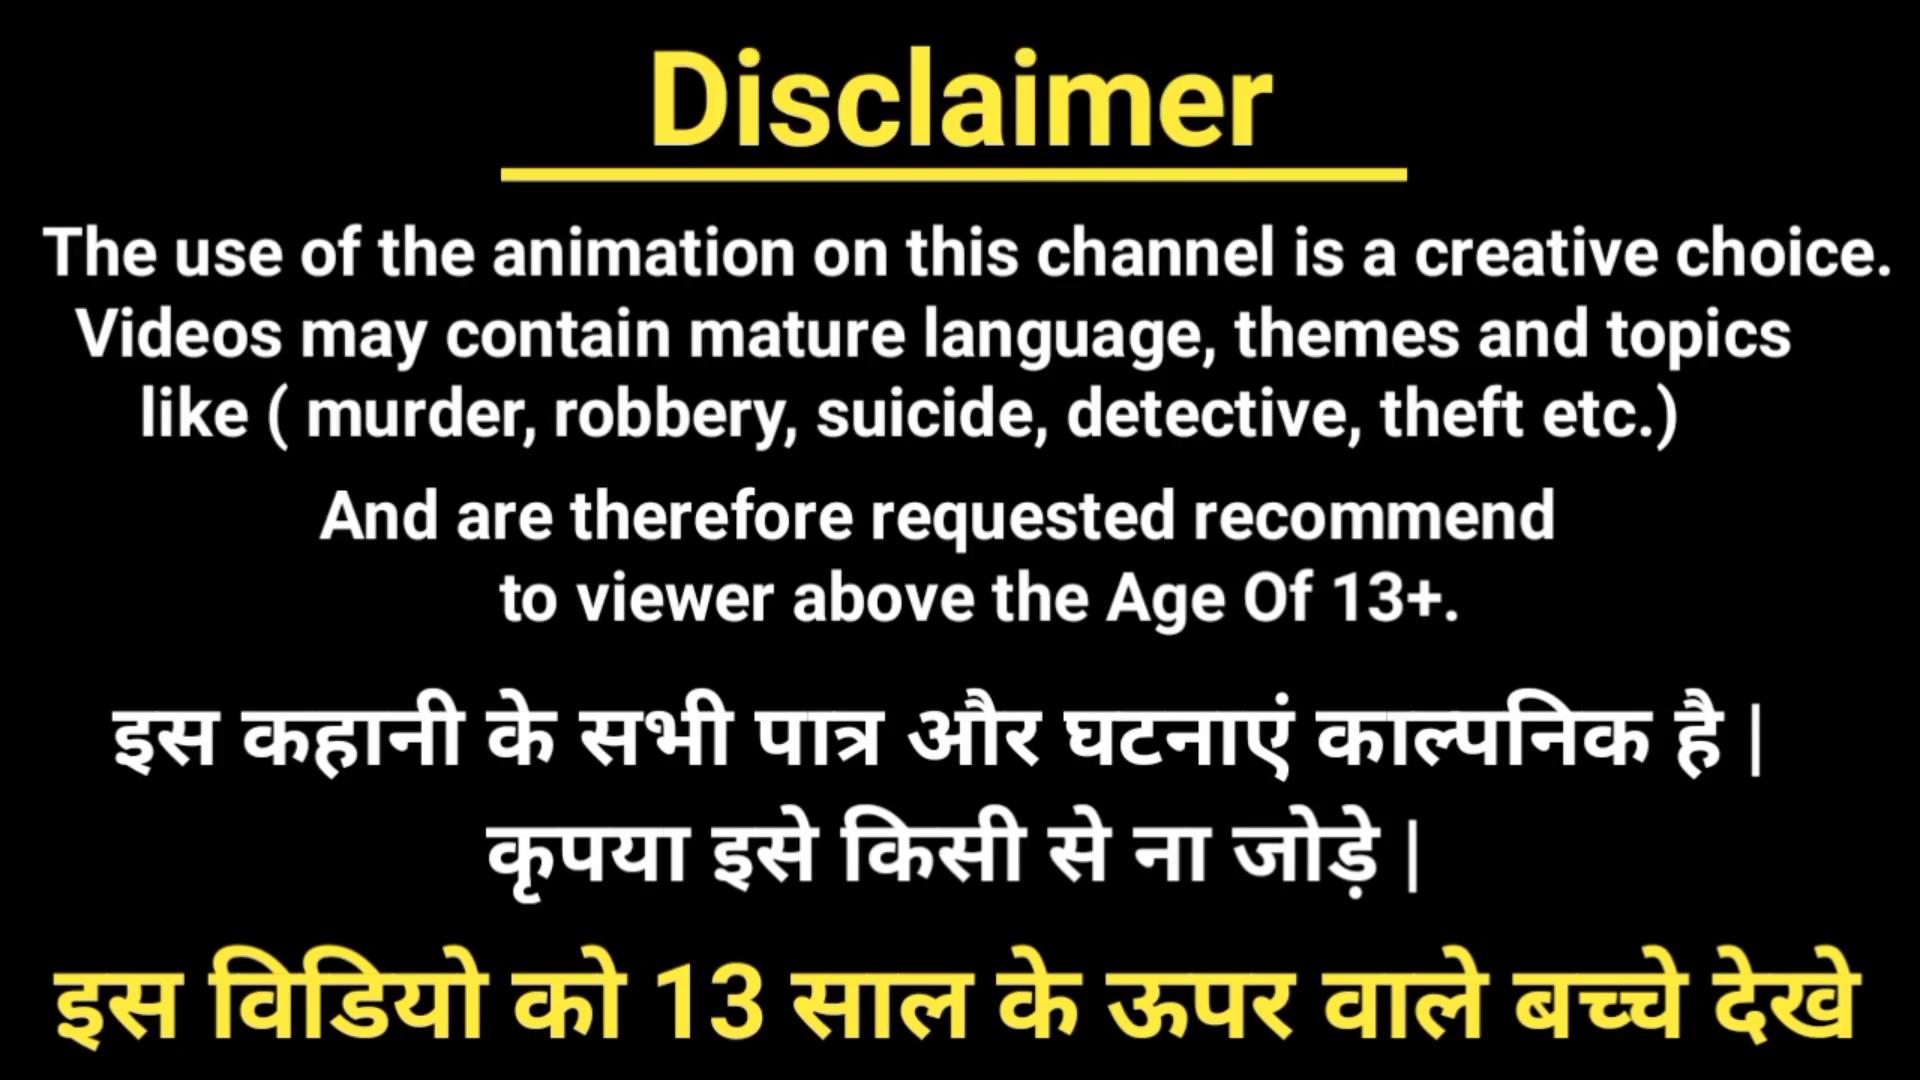 Disclaimer
The use of the animation on this channel is a creative choice.
Videos may contain mature language, themes and topics
like ( murder, robbery, suicide, detective, theft etc.)
And are therefore requested recommend
to viewer above the Age Of 13+.
इस कहानी के सभी पात्र और घटनाएं काल्पनिक है |
कृपया इसे किसी से ना जोड़े |
इस विडियो को 13 साल के ऊपर वाले बच्चे देखे